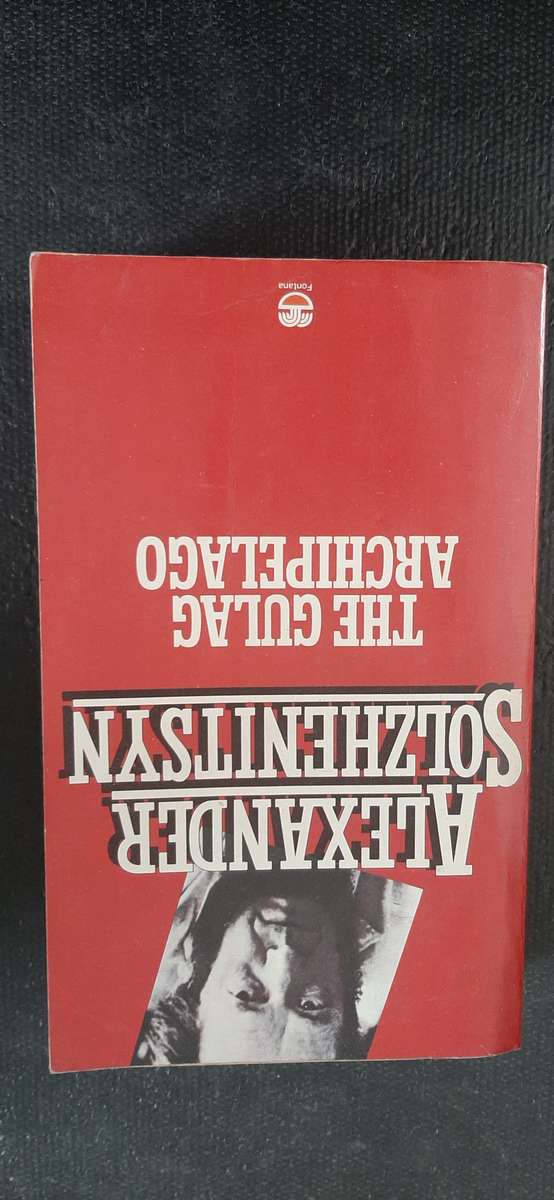 ALEXANDER
SOLZHENITSYN
THE GULAG
ARCHIPELAGO
Fontana